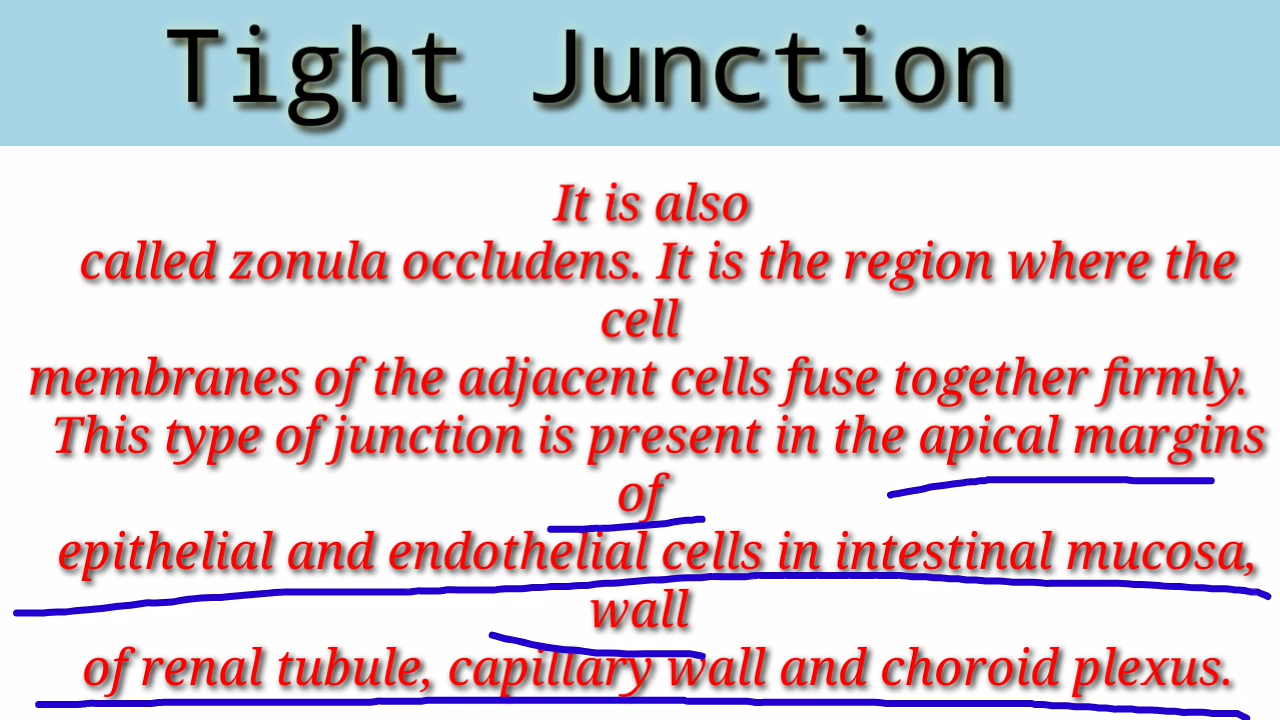 Tight Junction
It is also
called zonula occludens. It is the region where the
cell
membranes of the adjacent cells fuse together firmly.
This type of junction is present in the apical margins
of
epithelial and endothelial cells in intestinal mucosa,
wall
of renal tubule, capillary wall and choroid plexus.